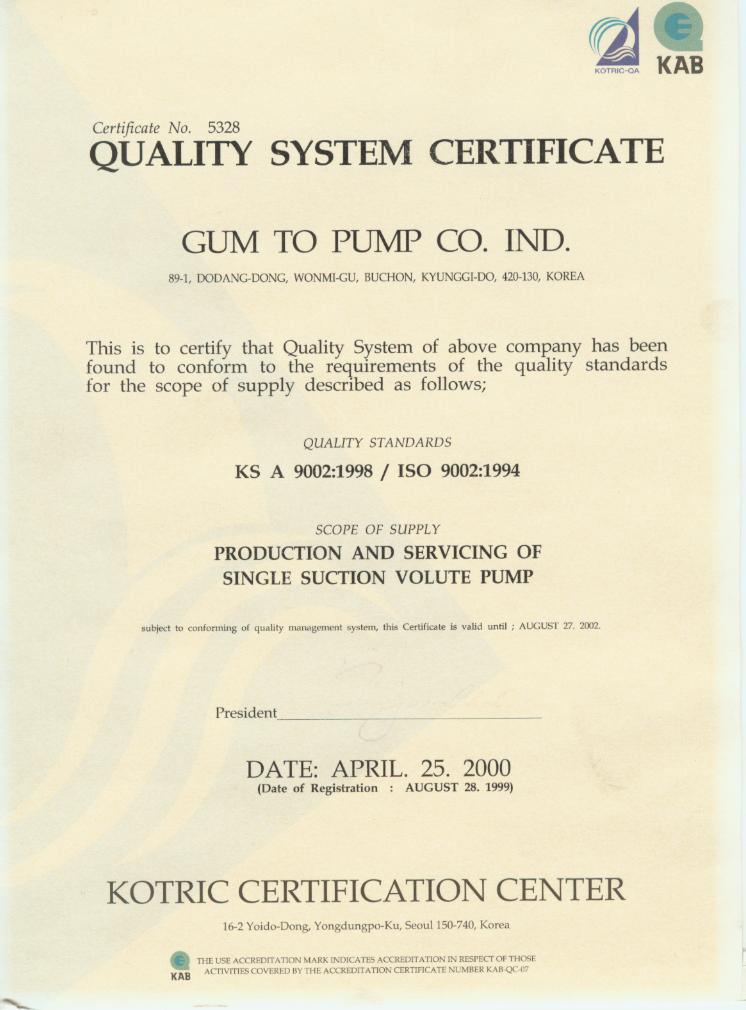 KOTRIC-QA
KAB
Certificate No. 5328
QUALITY SYSTEM CERTIFICATE
GUM TO PUMP CO. IND.
89-1, DODANG-DONG, WONMI-GU, BUCHON, KYUNGGI-DO, 420-130, KOREA
This is to certify that Quality System of above company has been
found to conform to the requirements of the quality standards
for the scope of supply described as follows;
QUALITY STANDARDS
KS A 9002:1998 / ISO 9002:1994
SCOPE OF SUPPLY
PRODUCTION AND SERVICING OF
SINGLE SUCTION VOLUTE PUMP
subject to conforming of quality management system, this Certificate is valid until ; AUGUST 27. 2002.
President
DATE: APRIL. 25. 2000
(Date of Registration : AUGUST 28. 1999)
KOTRIC CERTIFICATION CENTER
16-2 Yoido-Dong, Yongdungpo-Ku, Seoul 150-740, Korea
KAB
THE USE ACCREDITATION MARK INDICATES ACCREDITATION IN RESPECT OF THOSE
ACTIVITIES COVERED BY THE ACCREDITATION CERTIFICATE NUMBER KAB-QC-07